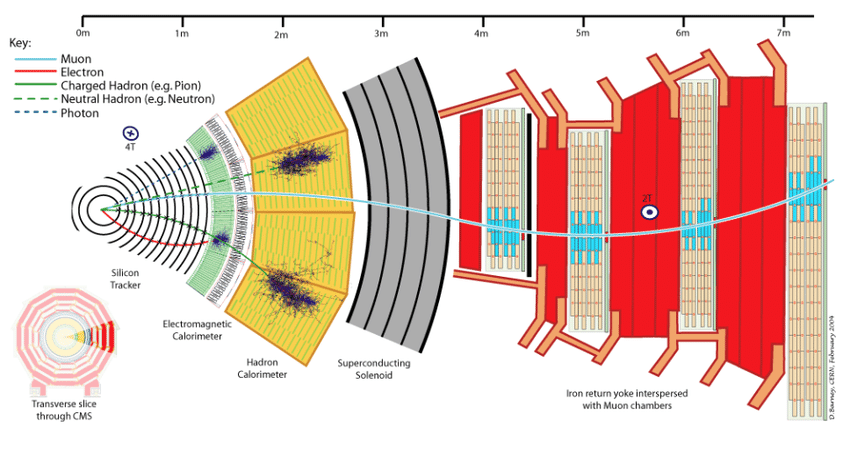 0m 1m 2m 3m 4m 5m 6m 7m
Key:
Muon
Electron
Charged Hadron (e.g. Pion)
Neutral Hadron (e.g. Neutron)
Photon
4T
2T
Silicon
Tracker
Electromagnetic
Calorimeter
Hadron
Calorimeter
Superconducting
Solenoid
Iron return yoke interspersed
with Muon chambers
Transverse slice
through CMS
D. Barney, CERN, February 2004